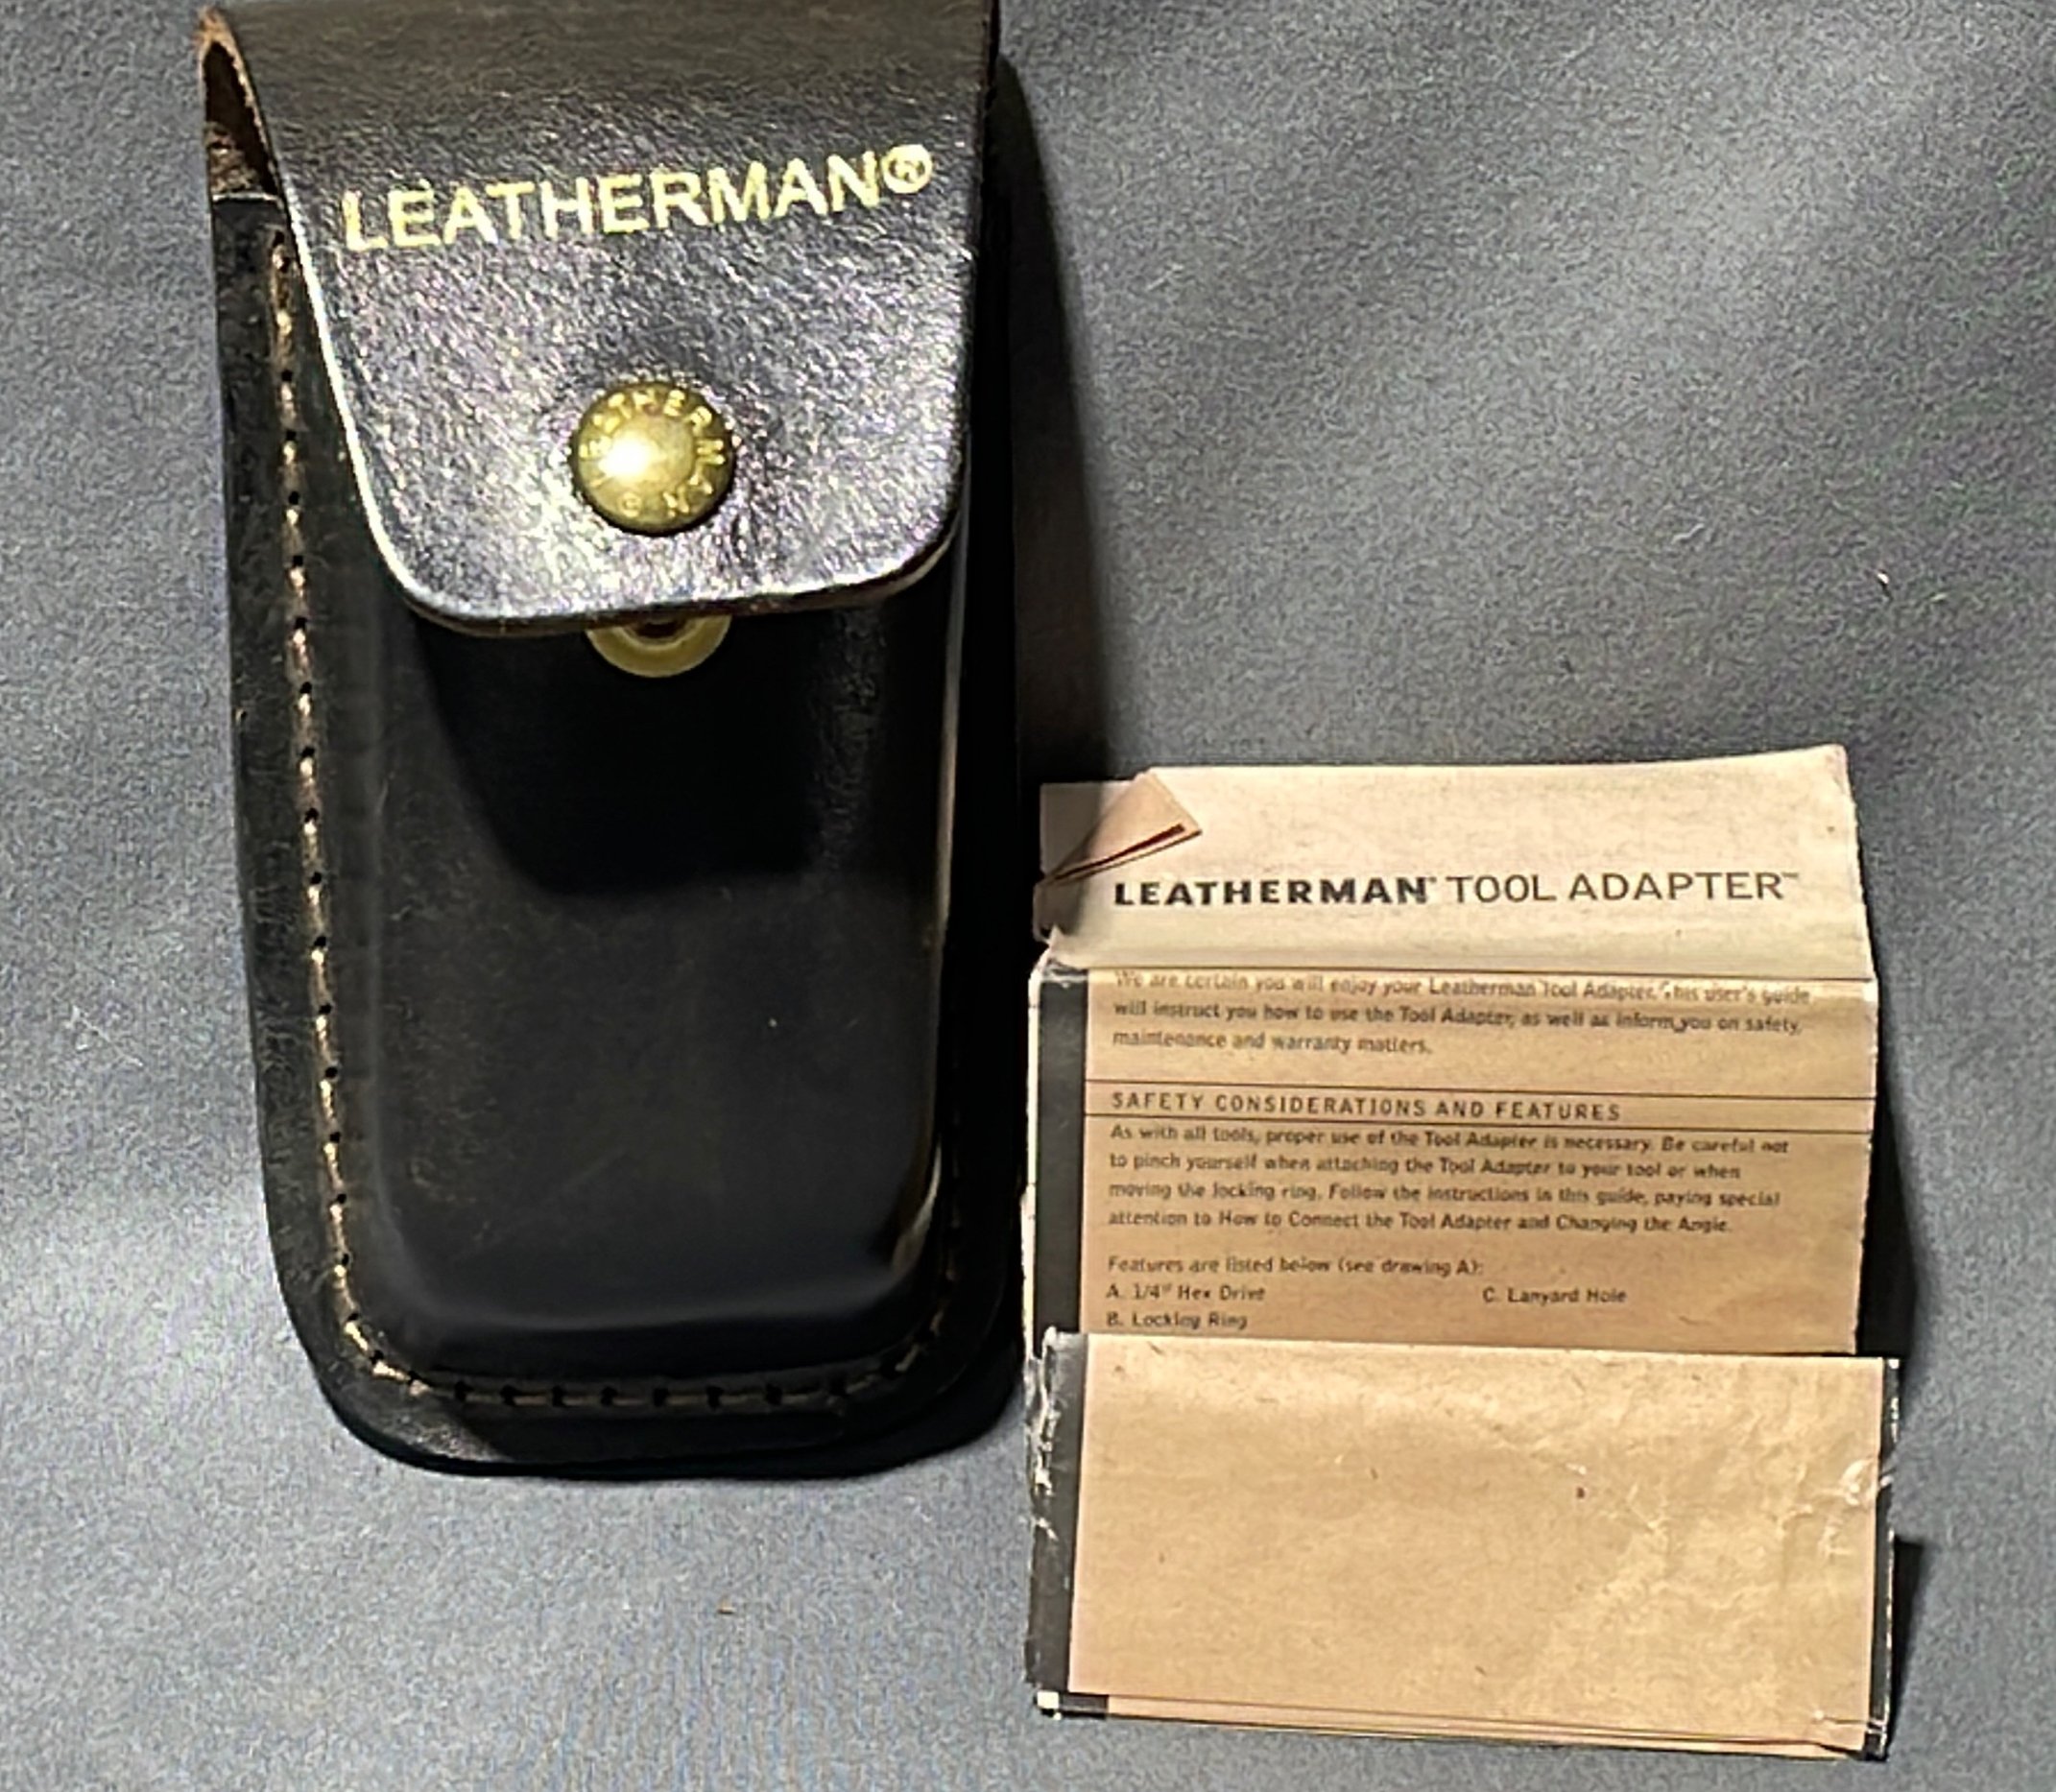 LEATHERMAN®
LEATHERMAN ®
LEATHERMAN® TOOL ADAPTER™
We are certain you will enjoy your Leatherman Tool Adapter. This user's guide
will instruct you how to use the Tool Adapter, as well as inform you on safety,
maintenance and warranty matters.
SAFETY CONSIDERATIONS AND FEATURES
As with all tools, proper use of the Tool Adapter is necessary. Be careful not
to pinch yourself when attaching the Tool Adapter to your tool or when
moving the locking ring. Follow the instructions in this guide, paying special
attention to How to Connect the Tool Adapter and Changing the Angle.
Features are listed below (see drawing A):
A. 1/4" Hex Drive C. Lanyard Hole
B. Locking Ring